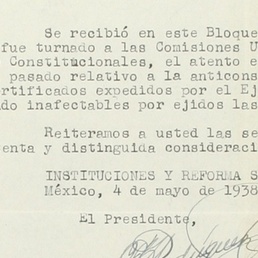 Se recibió en este Bloque
fue turnado a las Comisiones U
Constitucionales, el atento e
pasado relativo a la anticons
rtificados expedidos por el Ej
do inafectables por ejidos las
Reiteramos a usted las se
enta y distinguida consideraci
INSTITUCIONES Y REFORMA S
México, 4 de mayo de 1938
El Presidente,